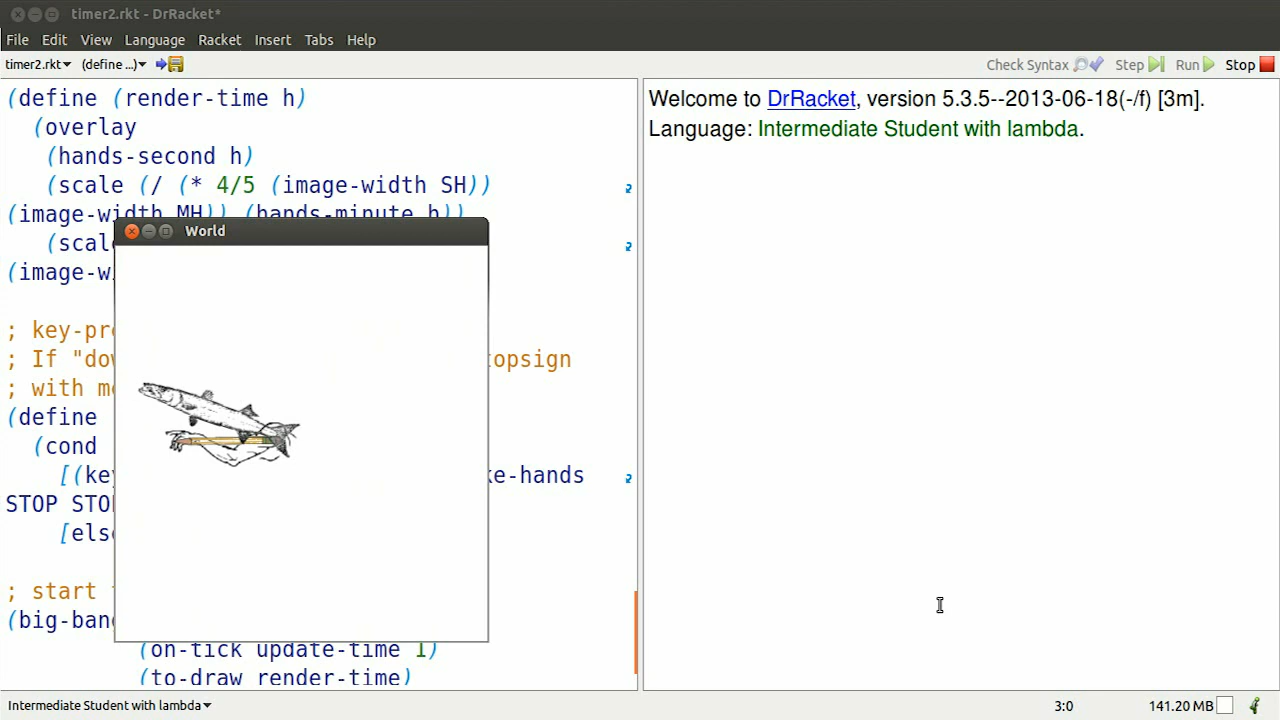 timer2.rkt - DrRacket*
File Edit View Language Racket Insert Tabs Help
timer2.rkt (define ...) Check Syntax Step Run Stop
(define (render-time h)
(overlay
(hands-second h)
(scale (/ (* 4/5 (image-width SH))
(image-width MH)) (hands-minute h))
(scal
(image-w
World
; key-pr
; If "dow topsign
; with m
(define
(cond
[(key ke-hands
STOP STO
[els
; start
(big-ban
(on-tick update-time 1)
(to-draw render-time)
Welcome to DrRacket, version 5.3.5--2013-06-18(-/f) [3m].
Language: Intermediate Student with lambda.
Intermediate Student with lambda 3:0 141.20 MB